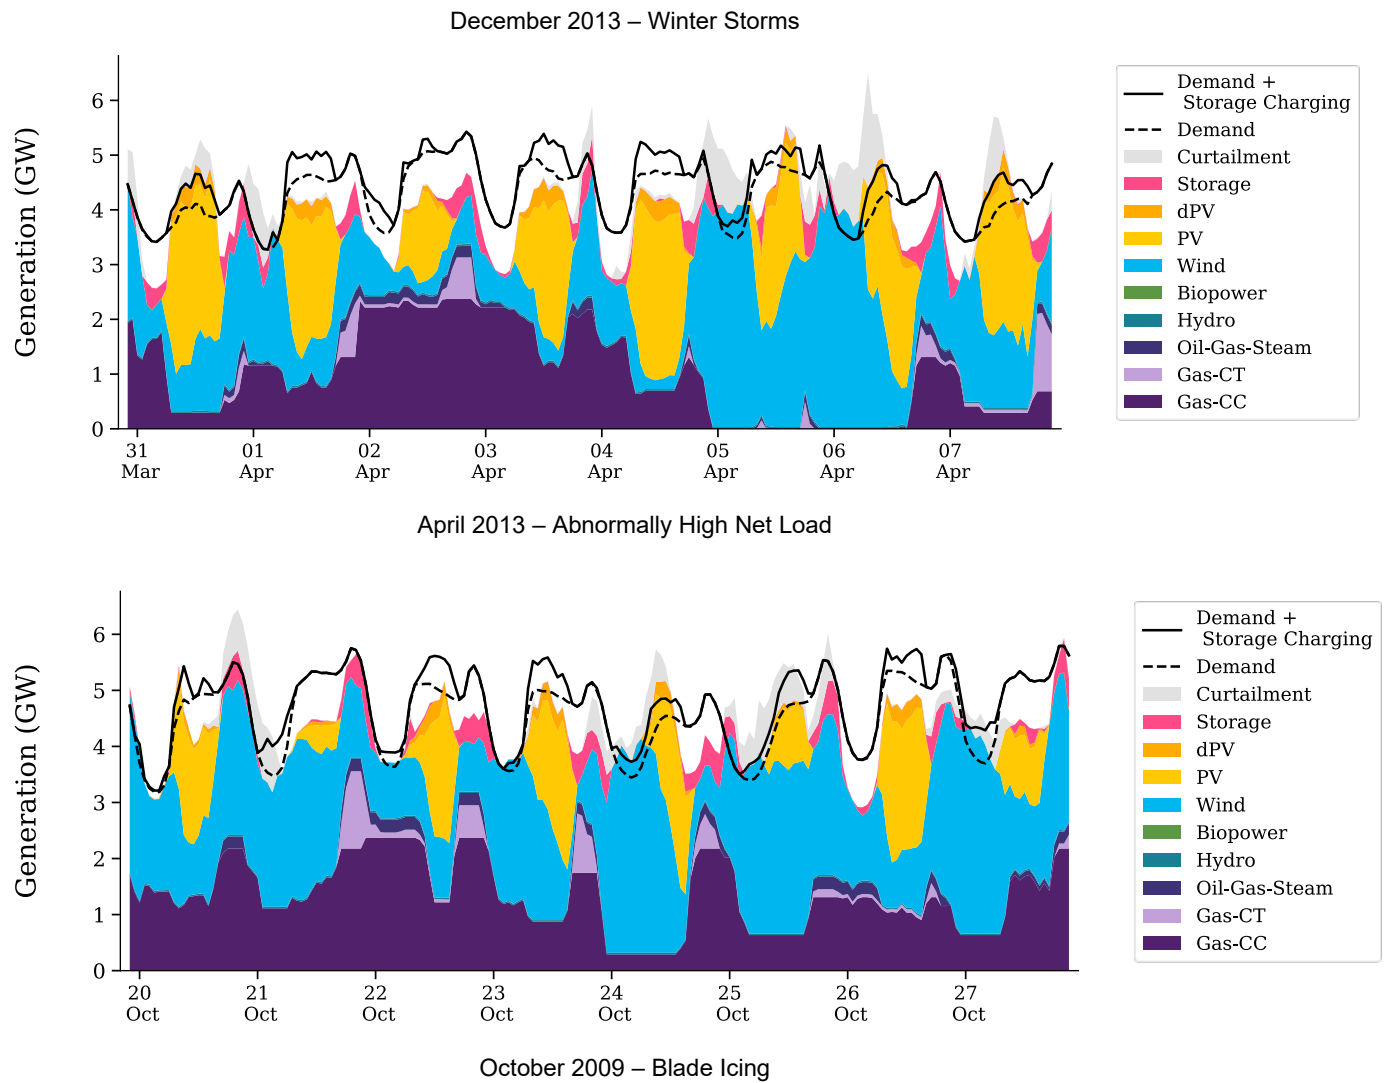 December 2013 – Winter Storms
Generation (GW)
6
5
4
3
2
1
0
31 Mar
01 Apr
02 Apr
03 Apr
04 Apr
05 Apr
06 Apr
07 Apr
Demand +
Storage Charging
Demand
Curtailment
Storage
dPV
PV
Wind
Biopower
Hydro
Oil-Gas-Steam
Gas-CT
Gas-CC
April 2013 – Abnormally High Net Load
Generation (GW)
6
5
4
3
2
1
0
20 Oct
21 Oct
22 Oct
23 Oct
24 Oct
25 Oct
26 Oct
27 Oct
Demand +
Storage Charging
Demand
Curtailment
Storage
dPV
PV
Wind
Biopower
Hydro
Oil-Gas-Steam
Gas-CT
Gas-CC
October 2009 – Blade Icing